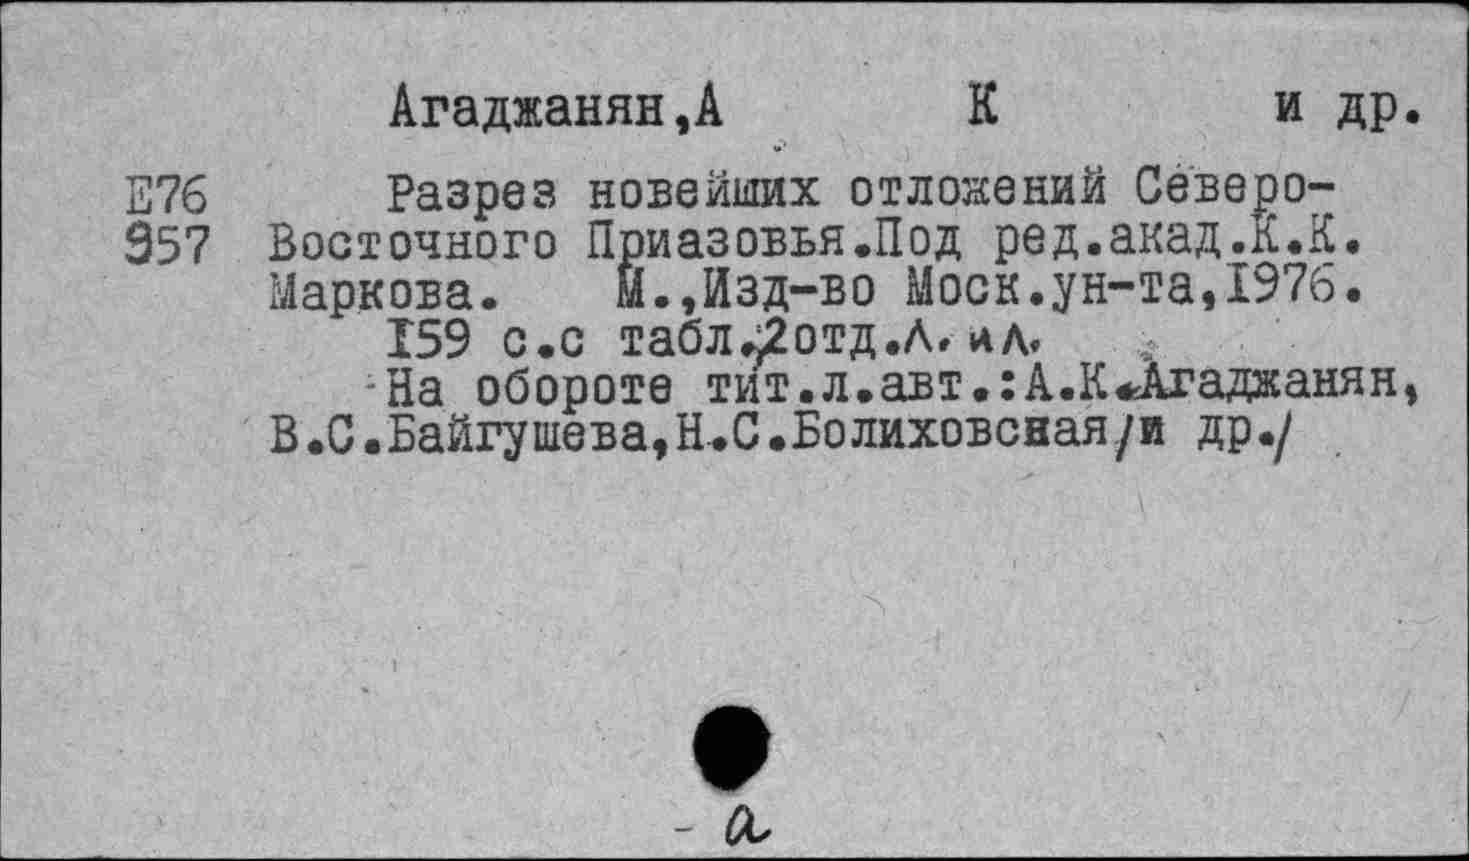 Агаджанян,А К и др.
Е76 Разрез новейших отложений Северо-
957 Восточного Приазовья.Под ред.акад.К.К.
Маркова. М.,Изд-во Моск.ун-та,1976.
159 с.с табл.,2отд.л. ил.
На обороте тит.л.авт.:А.К.Агаджанян,
В.С.Байгушева,Н.С.Болиховская/и др./
- а